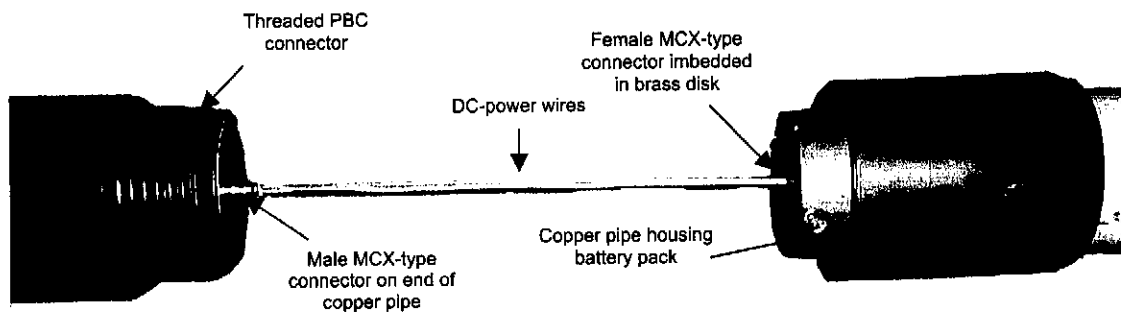 Threaded PBC
connector
Female MCX-type
connector imbedded
in brass disk
DC-power wires
Male MCX-type
connector on end of
copper pipe
Copper pipe housing
battery pack